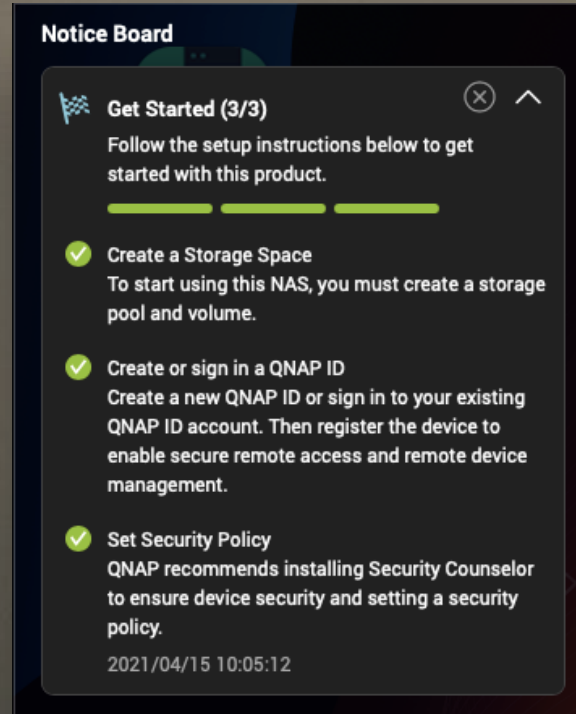 Notice Board
Get Started (3/3)
Follow the setup instructions below to get
started with this product.
Create a Storage Space
To start using this NAS, you must create a storage
pool and volume.
Create or sign in a QNAP ID
Create a new QNAP ID or sign in to your existing
QNAP ID account. Then register the device to
enable secure remote access and remote device
management.
Set Security Policy
QNAP recommends installing Security Counselor
to ensure device security and setting a security
policy.
2021/04/15 10:05:12